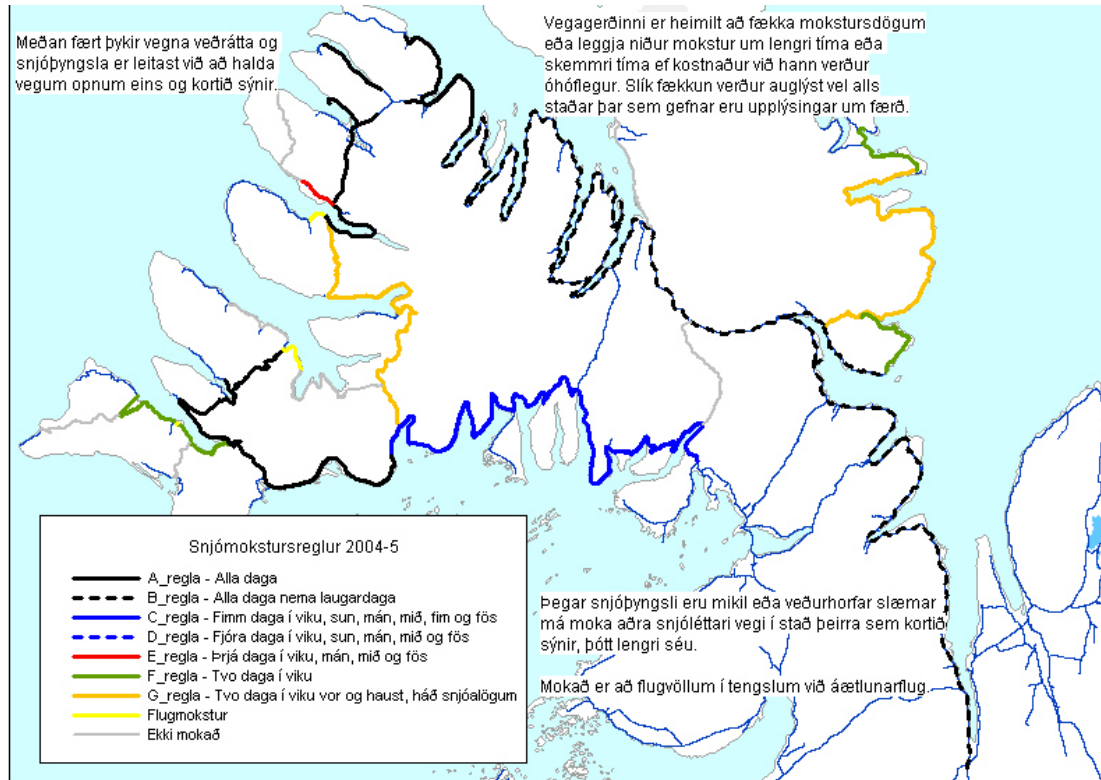 Meðan fært þykir vegna veðrátta og
snjóþyngsla er leitast við að halda
vegum opnum eins og kortið sýnir.
Vegagerðinni er heimilt að fækka mokstursdögum
eða leggja niður mokstur um lengri tíma eða
skemmri tíma ef kostnaður við hann verður
óhóflegur. Slík fækkun verður auglýst vel alls
staðar þar sem gefnar eru upplýsingar um færð.
Snjómokstursreglur 2004-5
A_regla - Alla daga
B_regla - Alla daga nema laugardaga
C_regla - Fimm daga í viku, sun, mán, mið, fim og fös
D_regla - Fjóra daga í viku, sun, mán, mið og fös
E_regla - Þrjá daga í viku, mán, mið og fös
F_regla - Tvo daga í viku
G_regla - Tvo daga í viku vor og haust, háð snjóalögum
Flugmokstur
Ekki mokað
Þegar snjóþyngsli eru mikil eða veðurhorfar slæmar
má moka aðra snjóléttari vegi í stað þeirra sem kortið
sýnir, þótt lengri séu.
Mokað er að flugvöllum í tengslum við áætlunarflug.